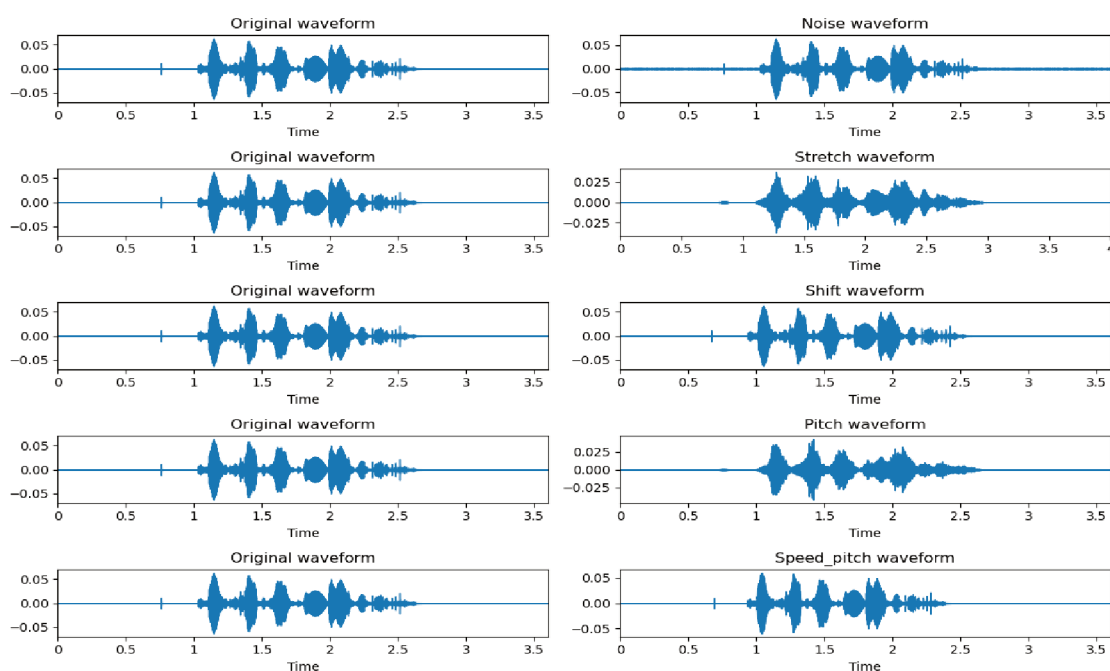 Original waveform Noise waveform
0.05 0.05
0.00 0.00
−0.05 −0.05
0 0.5 1 1.5 2 2.5 3 3.5 0 0.5 1 1.5 2 2.5 3 3.5
Time Time
Original waveform Stretch waveform
0.05 0.025
0.00 0.000
−0.05 −0.025
0 0.5 1 1.5 2 2.5 3 3.5 0 0.5 1 1.5 2 2.5 3 3.5 4
Time Time
Original waveform Shift waveform
0.05 0.05
0.00 0.00
−0.05 −0.05
0 0.5 1 1.5 2 2.5 3 3.5 0 0.5 1 1.5 2 2.5 3 3.5
Time Time
Original waveform Pitch waveform
0.05 0.025
0.00 0.000
−0.05 −0.025
0 0.5 1 1.5 2 2.5 3 3.5 0 0.5 1 1.5 2 2.5 3 3.5
Time Time
Original waveform Speed_pitch waveform
0.05 0.05
0.00 0.00
−0.05 −0.05
0 0.5 1 1.5 2 2.5 3 3.5 0 0.5 1 1.5 2 2.5 3 3.5
Time Time